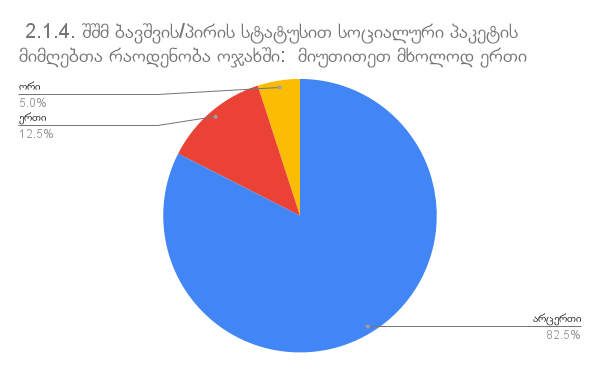 2.1.4. შშმ ბავშვის/პირის სტატუსით სოციალური პაკეტის
მიმღებთა რაოდენობა ოჯახში:  მიუთითეთ მხოლოდ ერთი
ორი
5.0%
ერთი
12.5%
არცერთი
82.5%